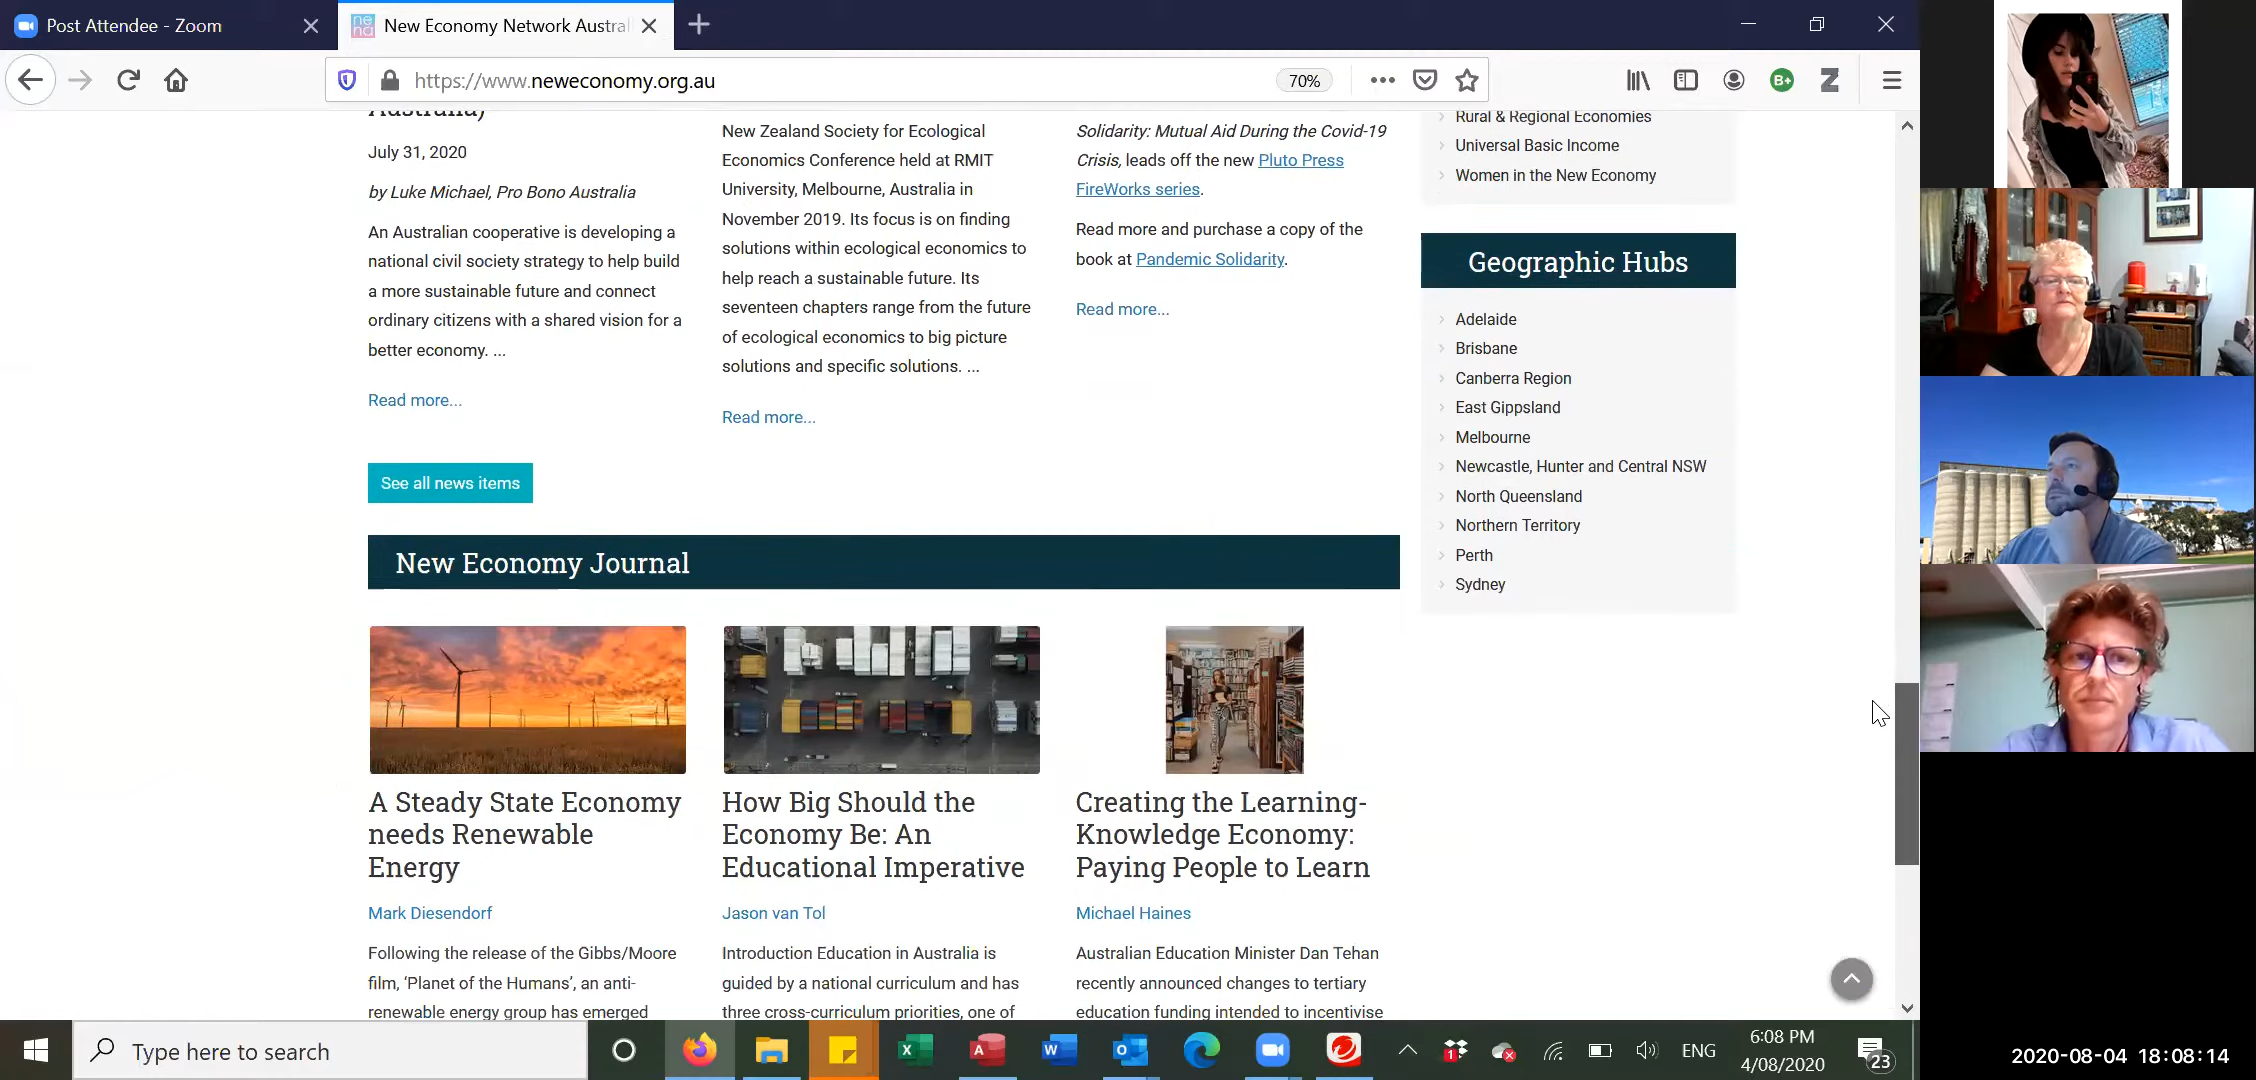 Post Attendee - Zoom
New Economy Network Austral
https://www.neweconomy.org.au
70%
Australia)
July 31, 2020
by Luke Michael, Pro Bono Australia
An Australian cooperative is developing a
national civil society strategy to help build
a more sustainable future and connect
ordinary citizens with a shared vision for a
better economy. ...
Read more...
New Zealand Society for Ecological
Economics Conference held at RMIT
University, Melbourne, Australia in
November 2019. Its focus is on finding
solutions within ecological economics to
help reach a sustainable future. Its
seventeen chapters range from the future
of ecological economics to big picture
solutions and specific solutions. ...
Read more...
Solidarity: Mutual Aid During the Covid-19
Crisis, leads off the new Pluto Press
FireWorks series.
Read more and purchase a copy of the
book at Pandemic Solidarity.
Read more...
See all news items
Rural & Regional Economies
Universal Basic Income
Women in the New Economy
Geographic Hubs
Adelaide
Brisbane
Canberra Region
East Gippsland
Melbourne
Newcastle, Hunter and Central NSW
North Queensland
Northern Territory
Perth
Sydney
New Economy Journal
A Steady State Economy
needs Renewable
Energy
Mark Diesendorf
Following the release of the Gibbs/Moore
film, ‘Planet of the Humans’, an anti-
renewable energy group has emerged
How Big Should the
Economy Be: An
Educational Imperative
Jason van Tol
Introduction Education in Australia is
guided by a national curriculum and has
three cross-curriculum priorities, one of
Creating the Learning-
Knowledge Economy:
Paying People to Learn
Michael Haines
Australian Education Minister Dan Tehan
recently announced changes to tertiary
education funding intended to incentivise
Type here to search
ENG
6:08 PM
4/08/2020
23
2020-08-04 18:08:14